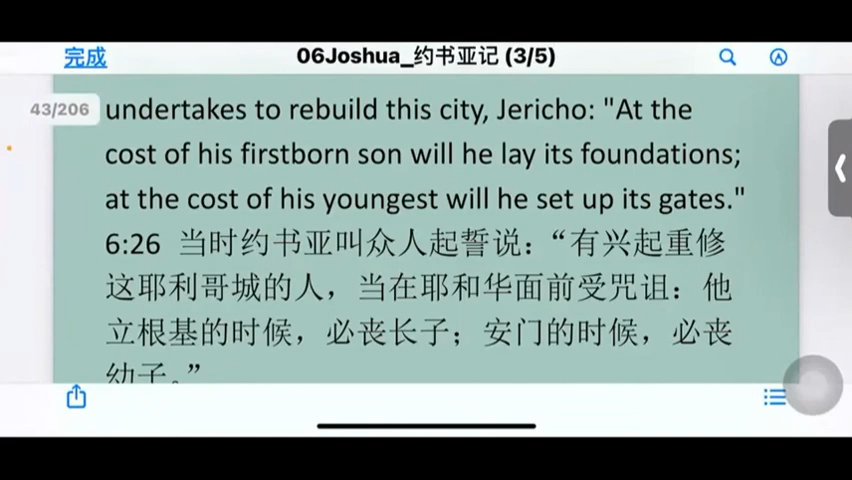 完成
06Joshua_约书亚记 (3/5)
43/206
undertakes to rebuild this city, Jericho: "At the
cost of his firstborn son will he lay its foundations;
at the cost of his youngest will he set up its gates."
6:26 当时约书亚叫众人起誓说：“有兴起重修
这耶利哥城的人，当在耶和华面前受咒诅：他
立根基的时候，必丧长子；安门的时候，必丧
幼子。”